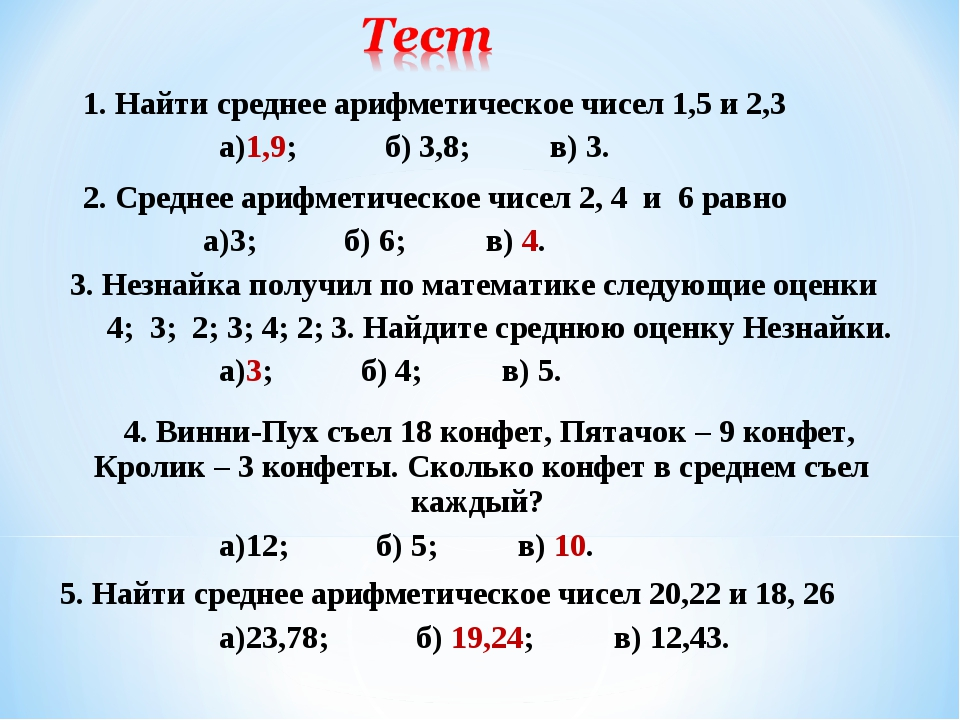 Тест
1. Найти среднее арифметическое чисел 1,5 и 2,3
а)1,9; б) 3,8; в) 3.
2. Среднее арифметическое чисел 2, 4 и 6 равно
а)3; б) 6; в) 4.
3. Незнайка получил по математике следующие оценки
4; 3; 2; 3; 4; 2; 3. Найдите среднюю оценку Незнайки.
а)3; б) 4; в) 5.
4. Винни-Пух съел 18 конфет, Пятачок – 9 конфет,
Кролик – 3 конфеты. Сколько конфет в среднем съел
каждый?
а)12; б) 5; в) 10.
5. Найти среднее арифметическое чисел 20,22 и 18, 26
а)23,78; б) 19,24; в) 12,43.